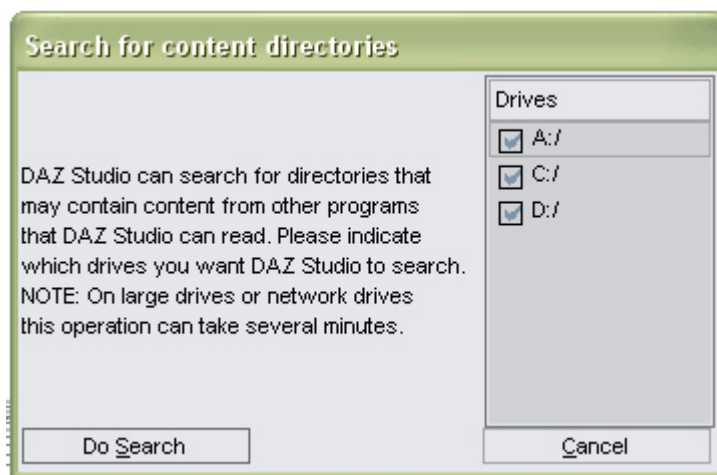 Search for content directories
Drives
A:/
C:/
D:/
DAZ Studio can search for directories that
may contain content from other programs
that DAZ Studio can read. Please indicate
which drives you want DAZ Studio to search.
NOTE: On large drives or network drives
this operation can take several minutes.
Do Search
Cancel